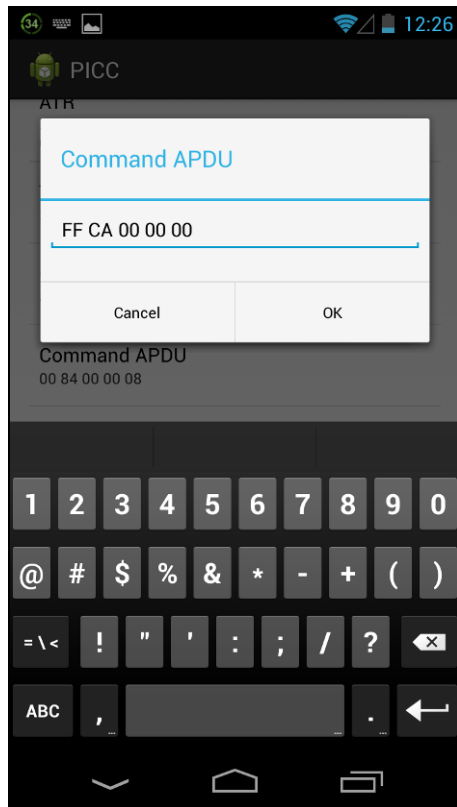 34
12:26
PICC
ATR
Command APDU
FF CA 00 00 00
Cancel
OK
Command APDU
00 84 00 00 08
1 2 3 4 5 6 7 8 9 0
@ # $ % & * - + ( )
= \ < ! " ' : ; / ?
ABC , ... ... . ...